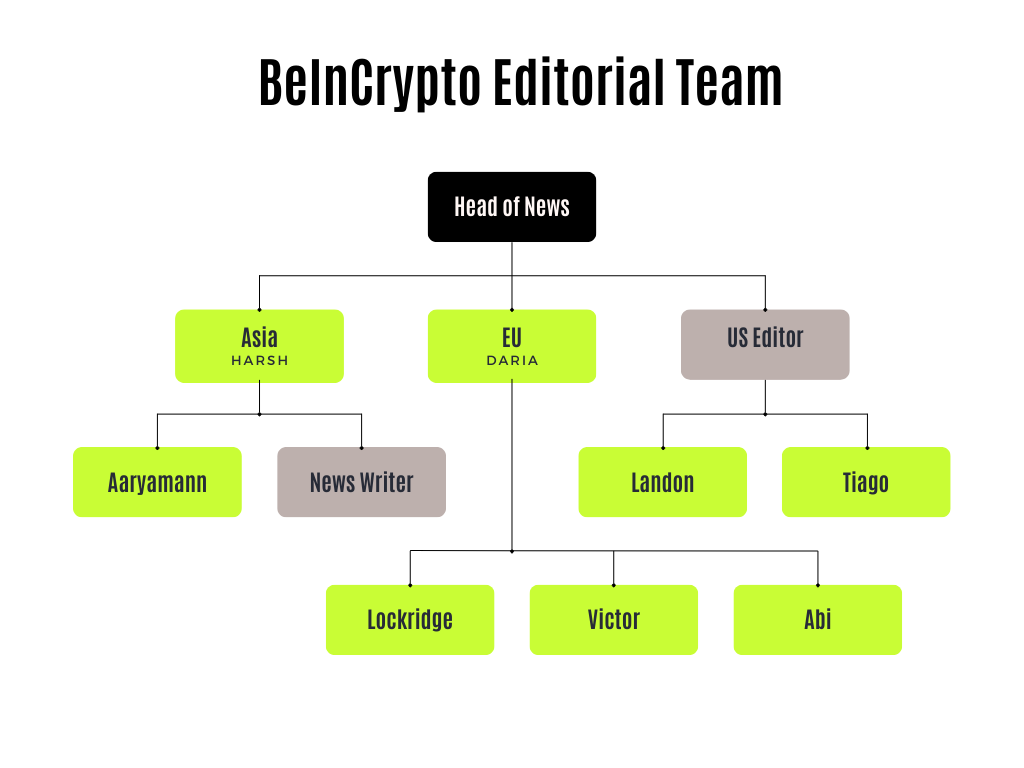 BeInCrypto Editorial Team
Head of News
Asia
HARSH
EU
DARIA
US Editor
Aaryamann
News Writer
Landon
Tiago
Lockridge
Victor
Abi